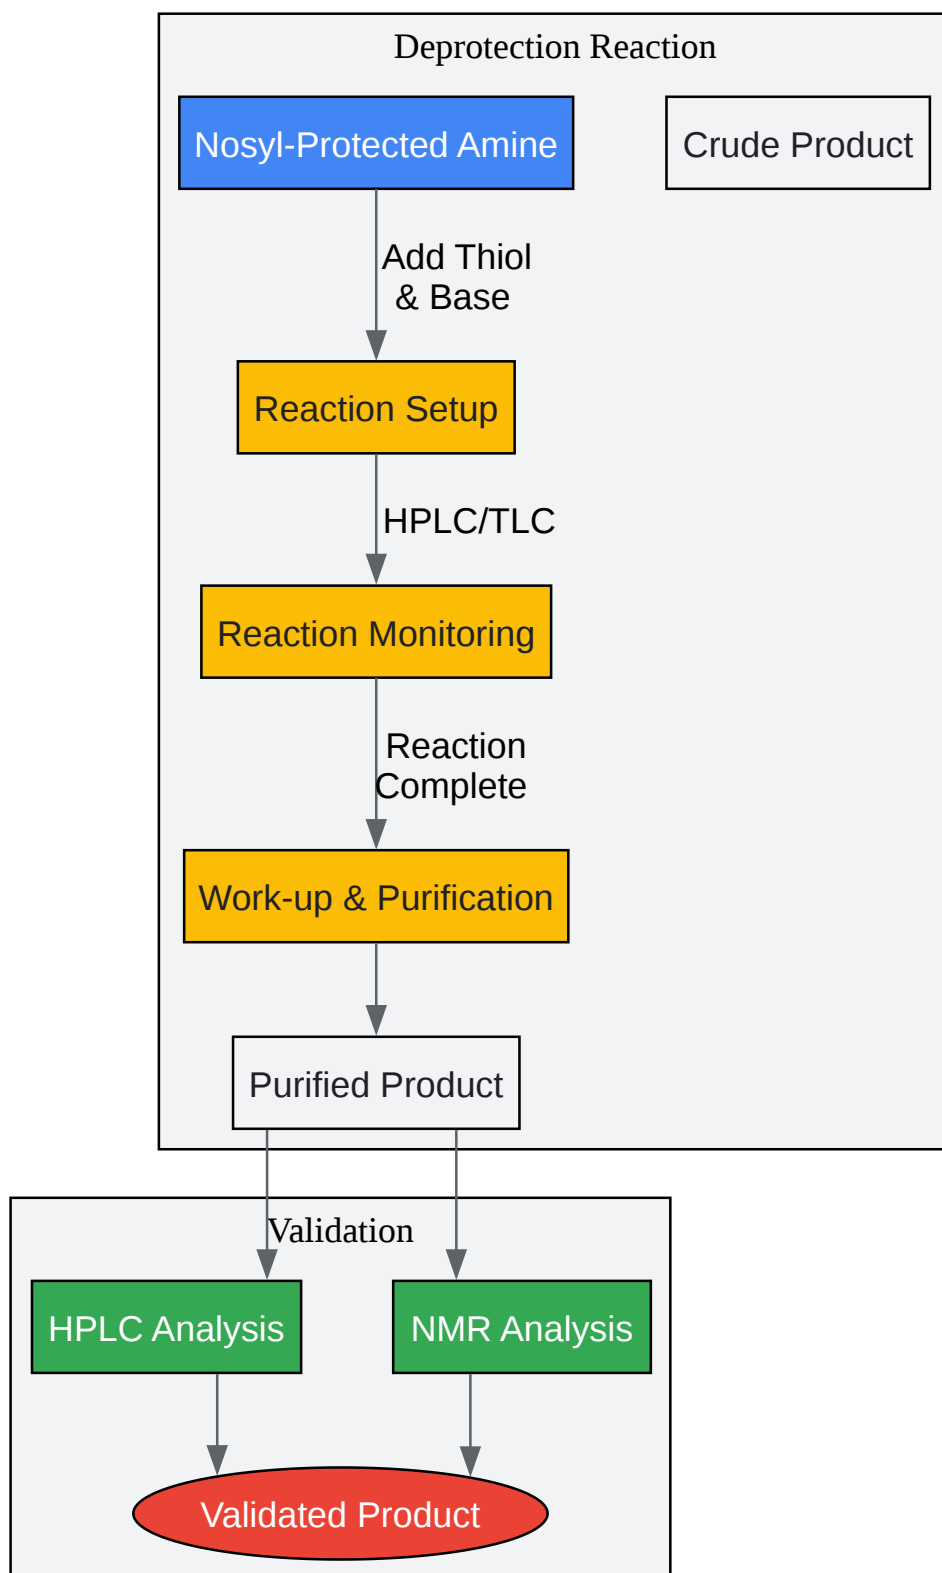 Deprotection Reaction
Nosyl-Protected Amine
Crude Product
Add Thiol
& Base
Reaction Setup
HPLC/TLC
Reaction Monitoring
Reaction
Complete
Work-up & Purification
Purified Product
Validation
HPLC Analysis
NMR Analysis
Validated Product